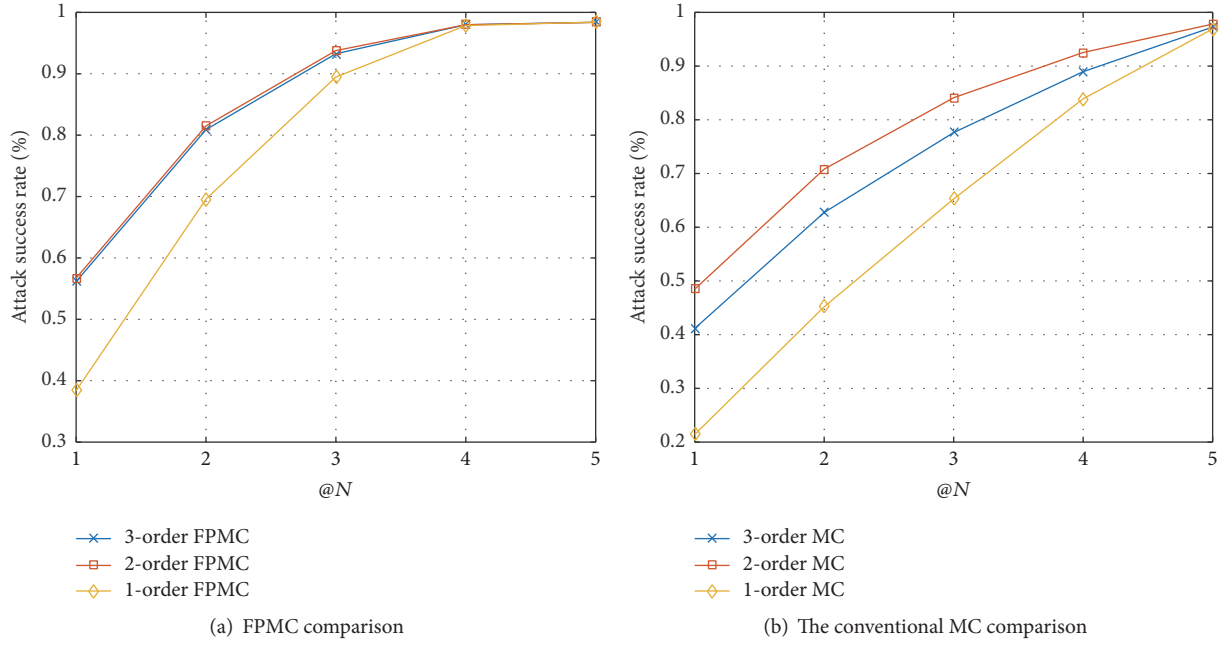 1
0.9
0.8
0.7
0.6
0.5
0.4
0.3
Attack success rate (%)
1 2 3 4 5
@N
3-order FPMC
2-order FPMC
1-order FPMC
(a) FPMC comparison
1
0.9
0.8
0.7
0.6
0.5
0.4
0.3
0.2
Attack success rate (%)
1 2 3 4 5
@N
3-order MC
2-order MC
1-order MC
(b) The conventional MC comparison